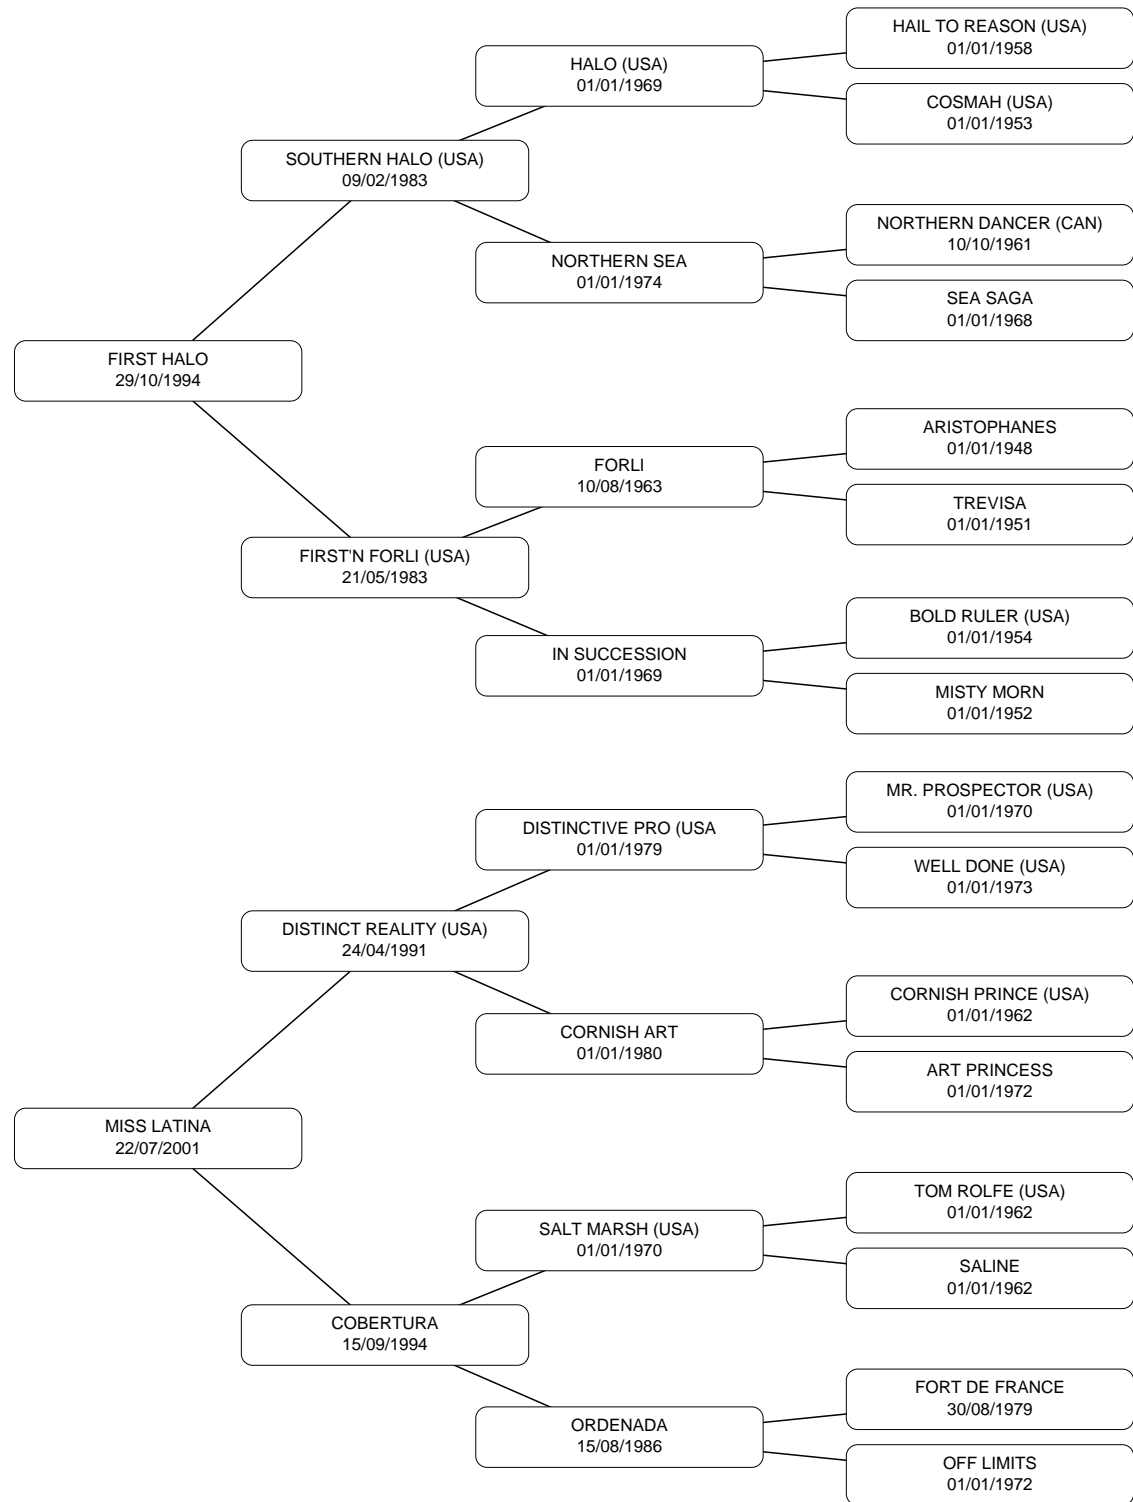 HAIL TO REASON (USA)
01/01/1958
HALO (USA)
01/01/1969
COSMAH (USA)
01/01/1953
SOUTHERN HALO (USA)
09/02/1983
NORTHERN DANCER (CAN)
10/10/1961
NORTHERN SEA
01/01/1974
SEA SAGA
01/01/1968
FIRST HALO
29/10/1994
ARISTOPHANES
01/01/1948
FORLI
10/08/1963
TREVISA
01/01/1951
FIRST'N FORLI (USA)
21/05/1983
BOLD RULER (USA)
01/01/1954
IN SUCCESSION
01/01/1969
MISTY MORN
01/01/1952
MR. PROSPECTOR (USA)
01/01/1970
DISTINCTIVE PRO (USA
01/01/1979
WELL DONE (USA)
01/01/1973
DISTINCT REALITY (USA)
24/04/1991
CORNISH PRINCE (USA)
01/01/1962
CORNISH ART
01/01/1980
ART PRINCESS
01/01/1972
MISS LATINA
22/07/2001
TOM ROLFE (USA)
01/01/1962
SALT MARSH (USA)
01/01/1970
SALINE
01/01/1962
COBERTURA
15/09/1994
FORT DE FRANCE
30/08/1979
ORDENADA
15/08/1986
OFF LIMITS
01/01/1972